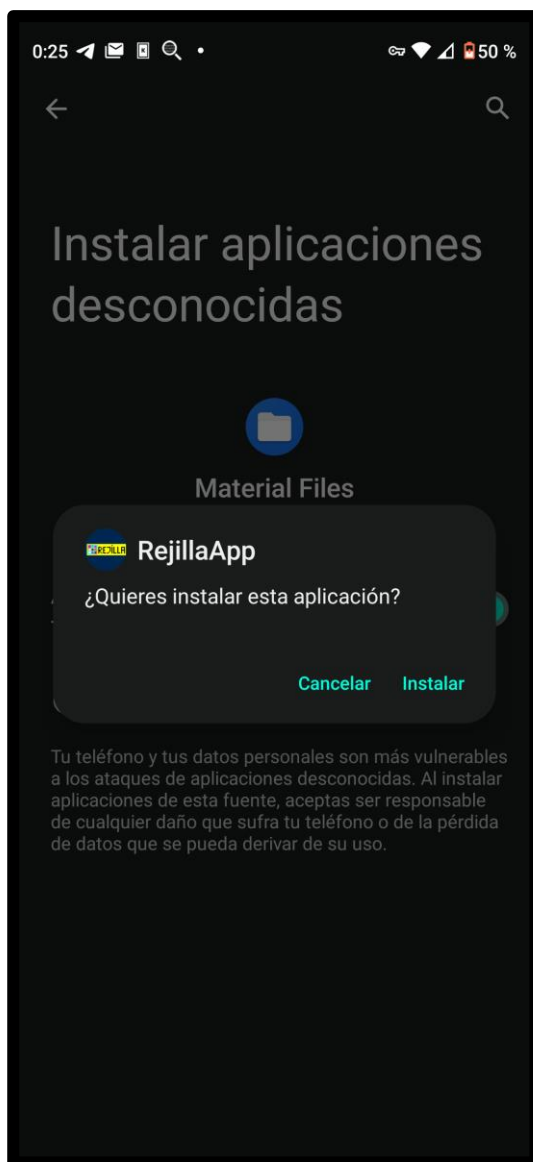 0:25
50 %
Instalar aplicaciones
desconocidas
Material Files
REJILLA
RejillaApp
¿Quieres instalar esta aplicación?
Cancelar Instalar
Tu teléfono y tus datos personales son más vulnerables
a los ataques de aplicaciones desconocidas. Al instalar
aplicaciones de esta fuente, aceptas ser responsable
de cualquier daño que sufra tu teléfono o de la pérdida
de datos que se pueda derivar de su uso.